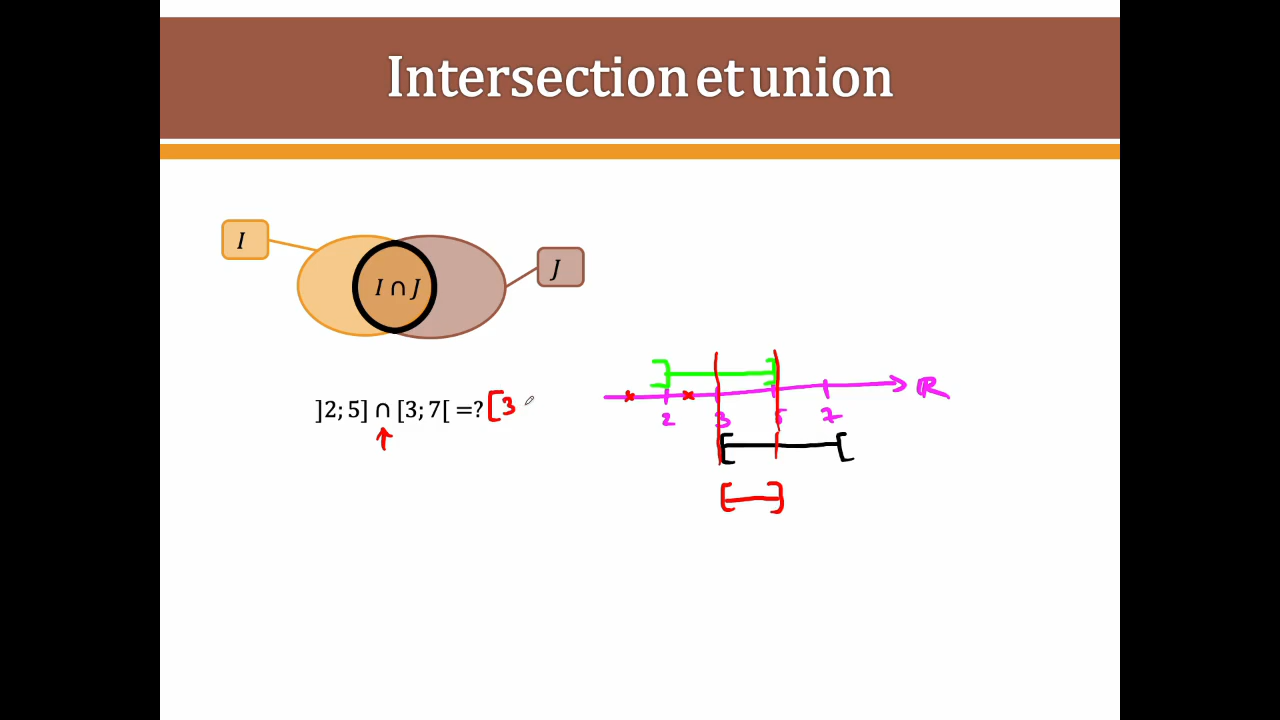 Intersection et union
I
J
I ∩ J
]2; 5] ∩ [3; 7[ =? [3
2 3 5 7 ℝ